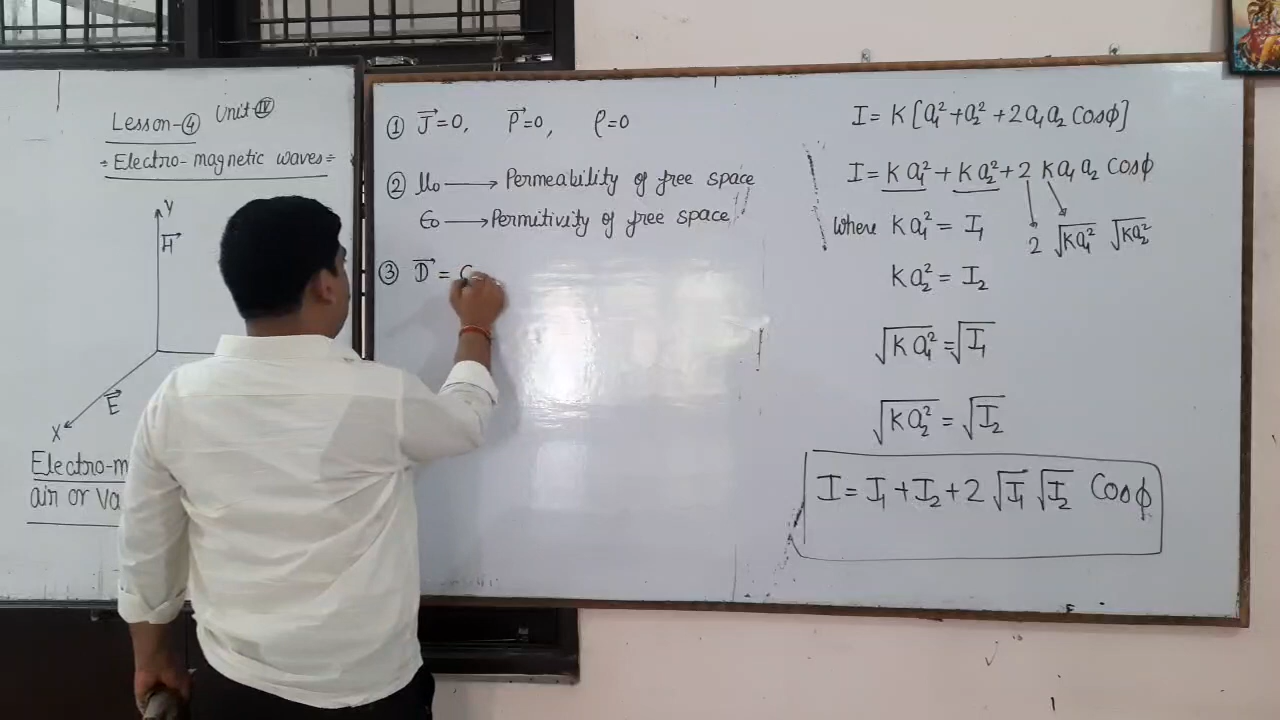 Lesson-④ Unit-Ⅳ
÷ Electro-magnetic waves÷
Y
H⃗
E⃗
X
Electro-m
air or Va
① J⃗=0, P⃗=0, ρ=0
② μ₀ ⟶ Permeability of free space
ϵ₀ ⟶ Permitivity of free space
③ D⃗ =
I = K[a₁²+a₂²+2a₁a₂ Cosϕ]
I = Ka₁² + Ka₂² + 2 Ka₁a₂ Cosϕ
Where Ka₁² = I₁
2 √Ka₁² √Ka₂²
Ka₂² = I₂
√Ka₁² = √I₁
√Ka₂² = √I₂
I = I₁ + I₂ + 2 √I₁ √I₂ Cosϕ